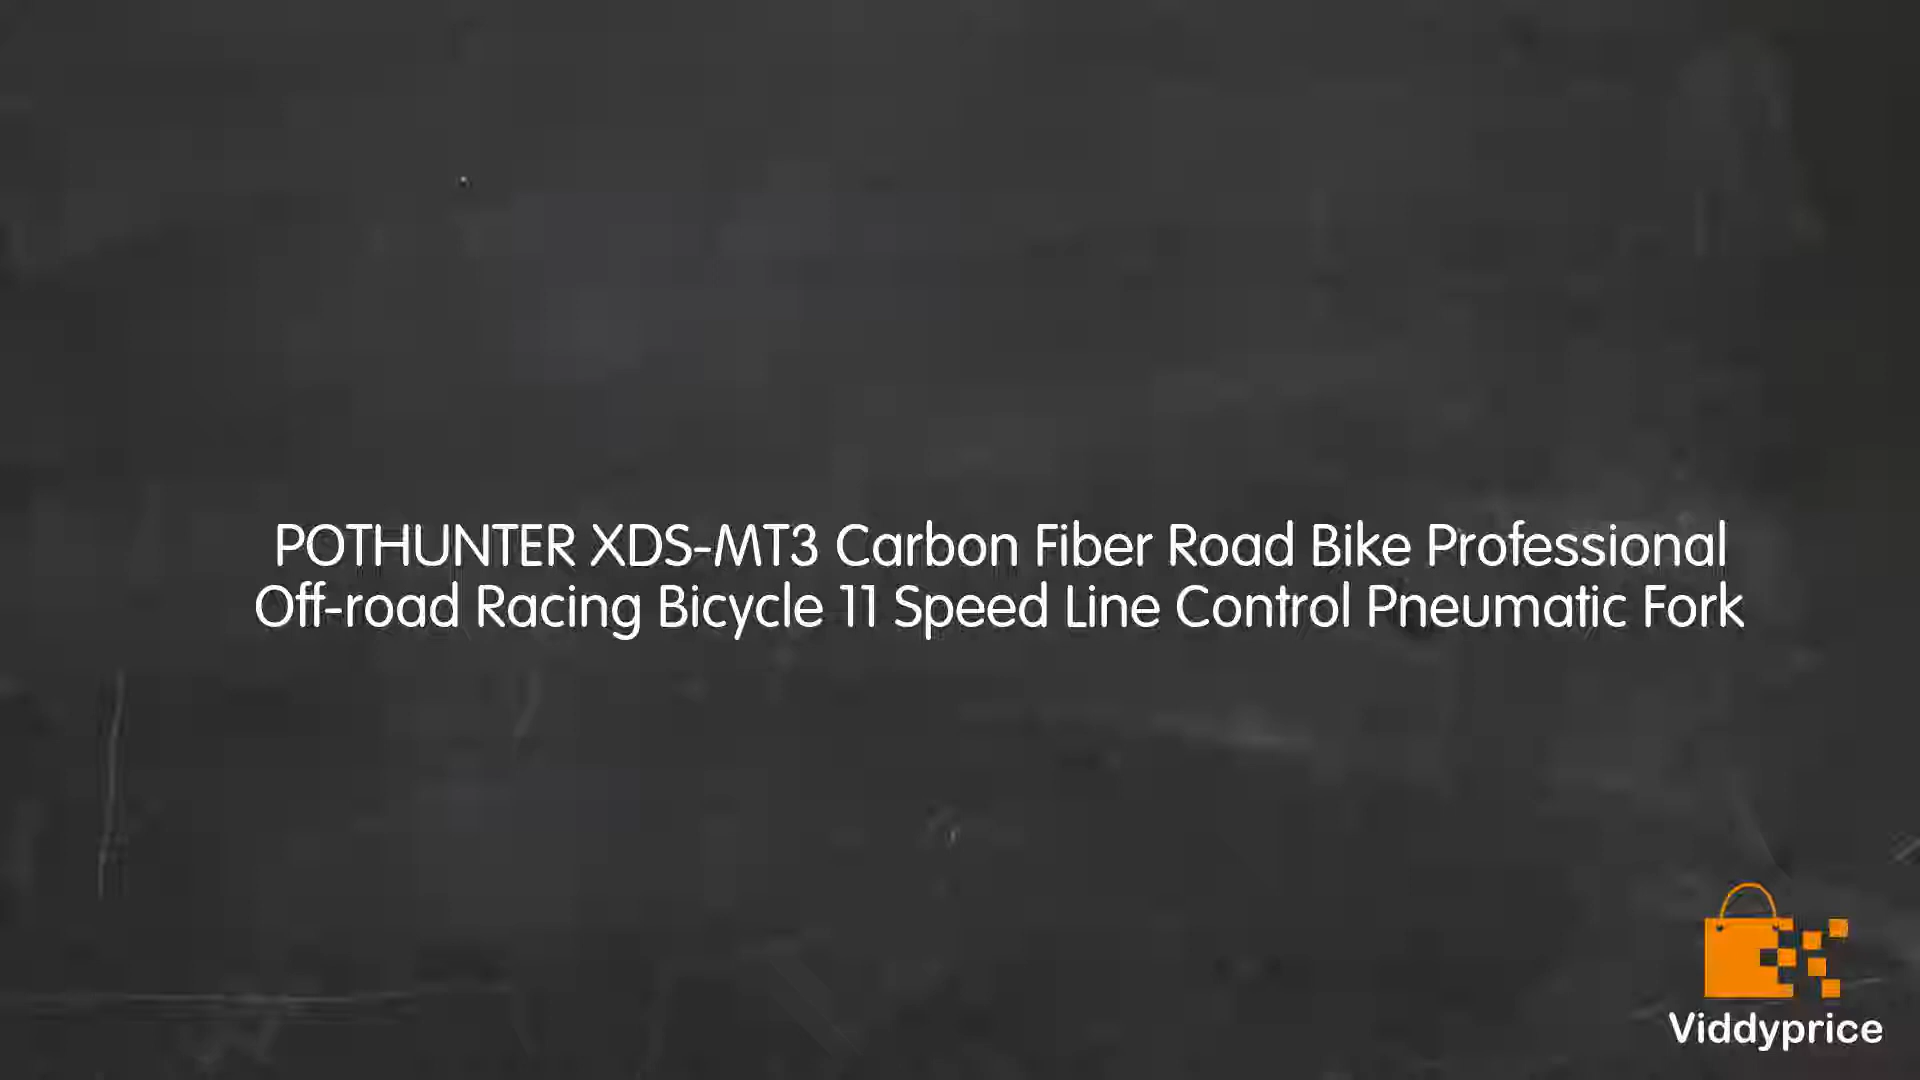 POTHUNTER XDS-MT3 Carbon Fiber Road Bike Professional
Off-road Racing Bicycle 11 Speed Line Control Pneumatic Fork
Viddyprice